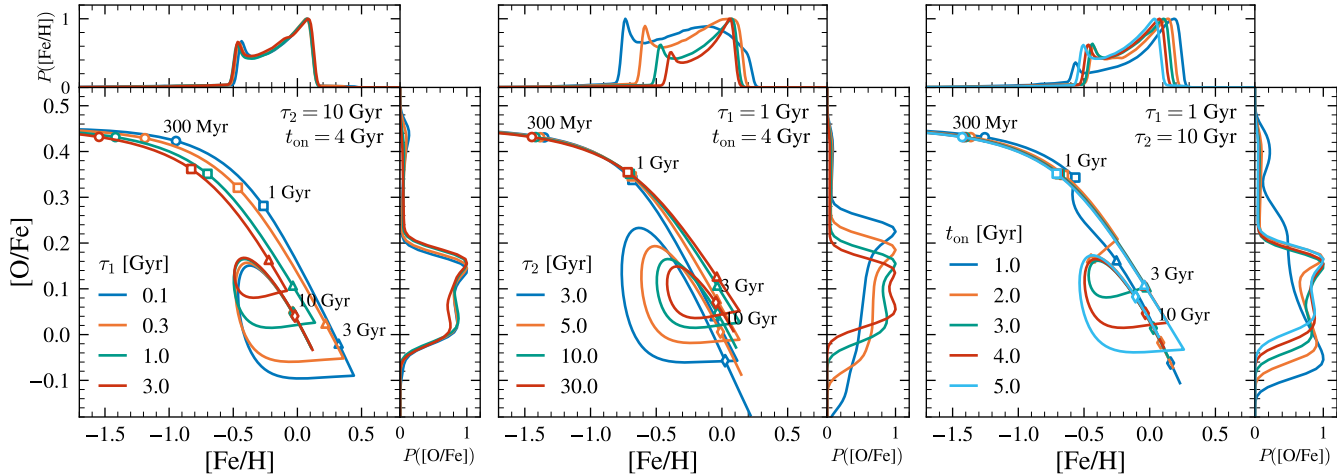 P([Fe/H])
1
0
0.5
0.4
0.3
0.2
0.1
0.0
−0.1
[O/Fe]
τ₂ = 10 Gyr
t_on = 4 Gyr
300 Myr
1 Gyr
10 Gyr
3 Gyr
τ₁ [Gyr]
0.1
0.3
1.0
3.0
−1.5 −1.0 −0.5 0.0 0.5
[Fe/H]
0 1
P([O/Fe])
τ₁ = 1 Gyr
t_on = 4 Gyr
300 Myr
1 Gyr
3 Gyr
10 Gyr
τ₂ [Gyr]
3.0
5.0
10.0
30.0
−1.5 −1.0 −0.5 0.0 0.5
[Fe/H]
0 1
P([O/Fe])
τ₁ = 1 Gyr
τ₂ = 10 Gyr
300 Myr
1 Gyr
3 Gyr
10 Gyr
t_on [Gyr]
1.0
2.0
3.0
4.0
5.0
−1.5 −1.0 −0.5 0.0 0.5
[Fe/H]
0 1
P([O/Fe])